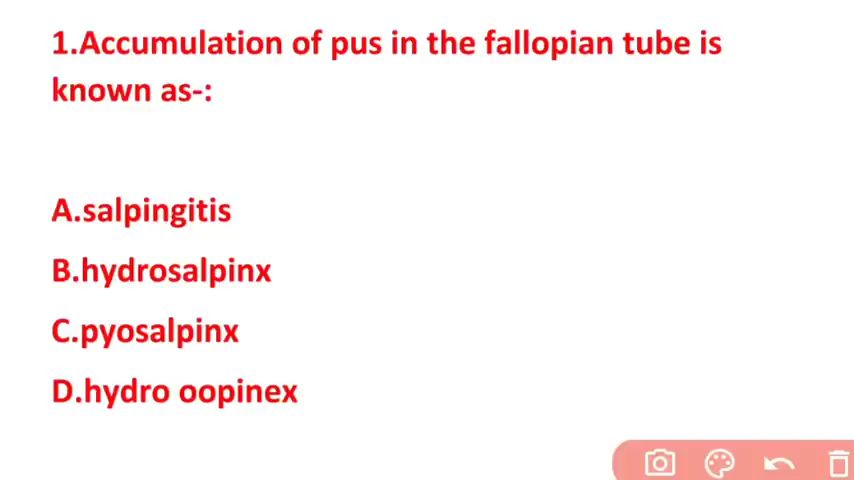 1.Accumulation of pus in the fallopian tube is
known as-:
A.salpingitis
B.hydrosalpinx
C.pyosalpinx
D.hydro oopinex